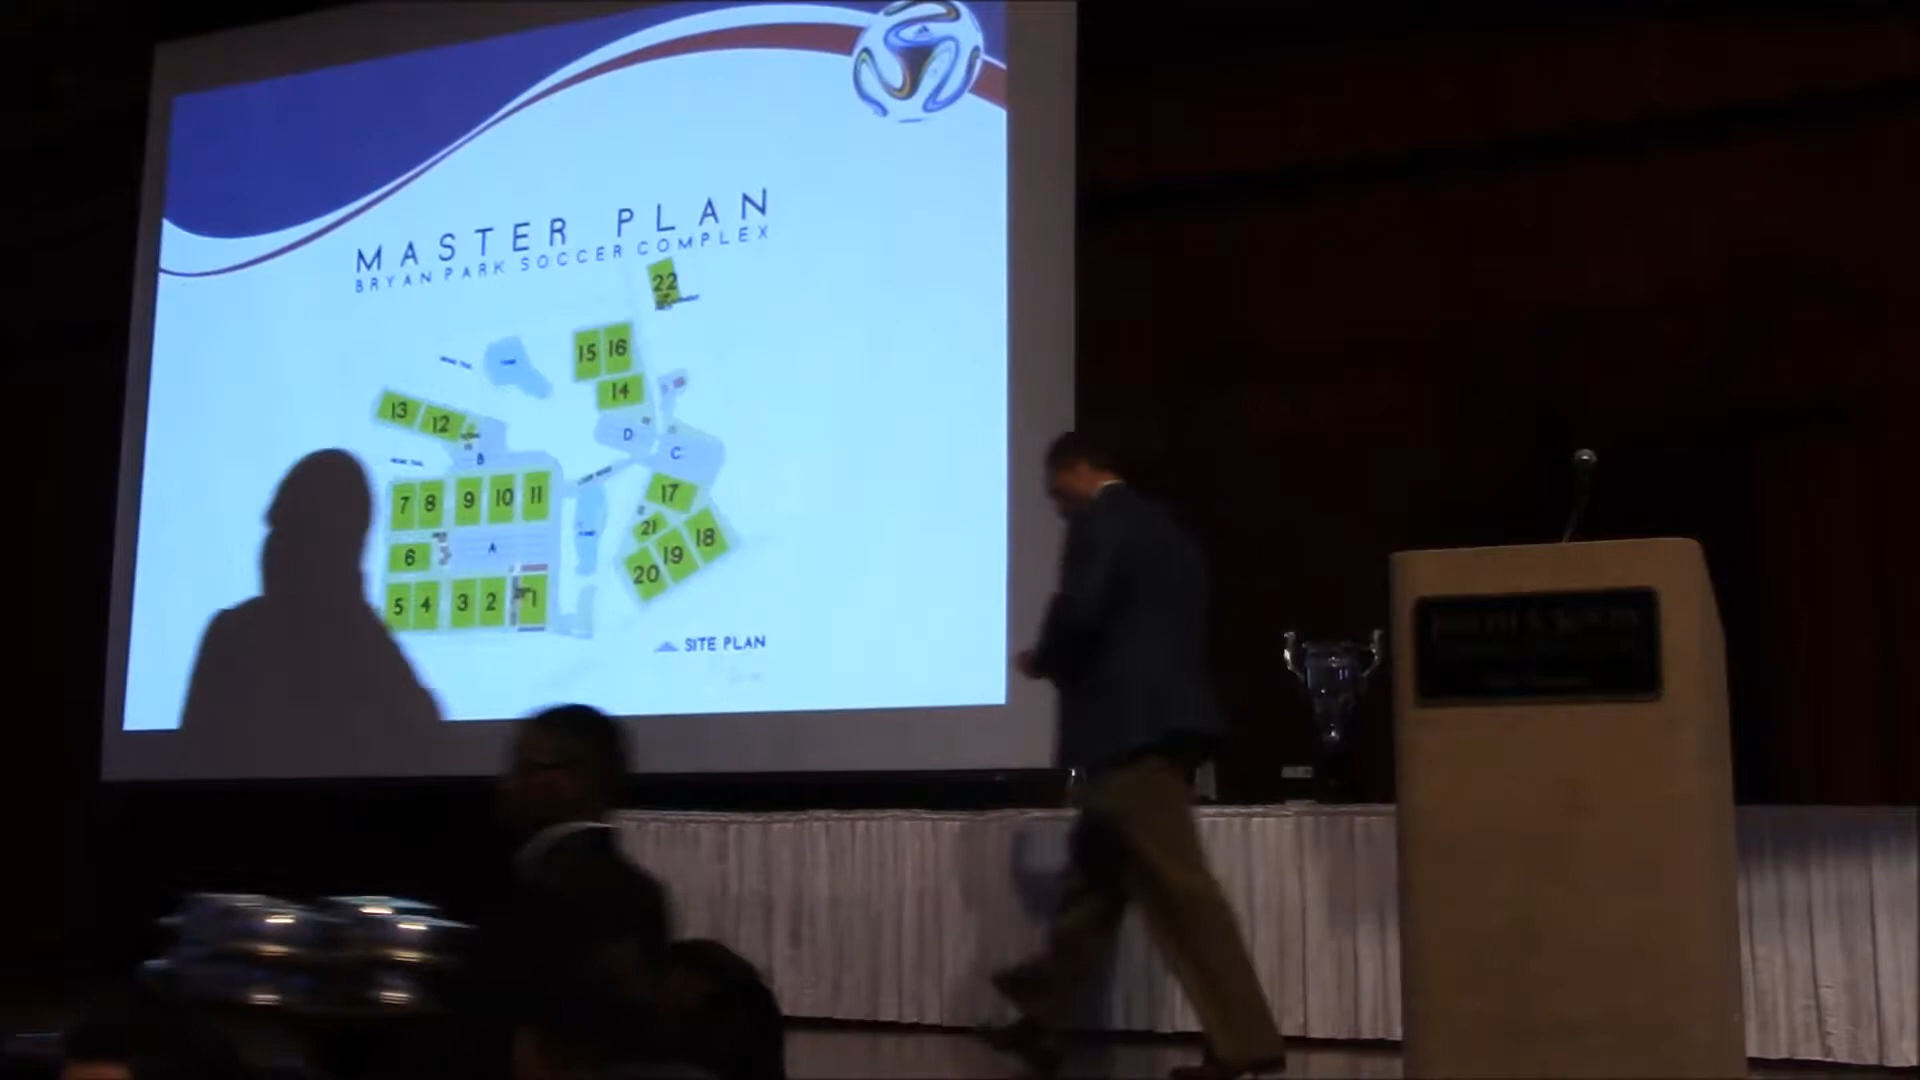 MASTER PLAN
BRYAN PARK SOCCER COMPLEX
22
15 16
14
13 12
D
B
C
7 8 9 10 11
17
21 18
6
A
19
20
5 4 3 2 1
SITE PLAN